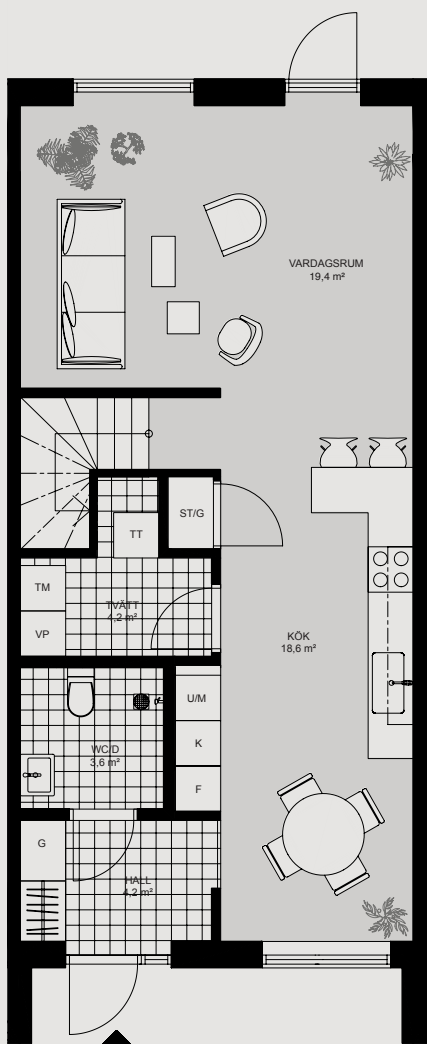 VARDAGSRUM
19,4 m²
ST/G
TT
TM
TVÄTT
4,2 m²
VP
KÖK
18,6 m²
U/M
WC/D
3,6 m²
K
F
G
HALL
4,2 m²